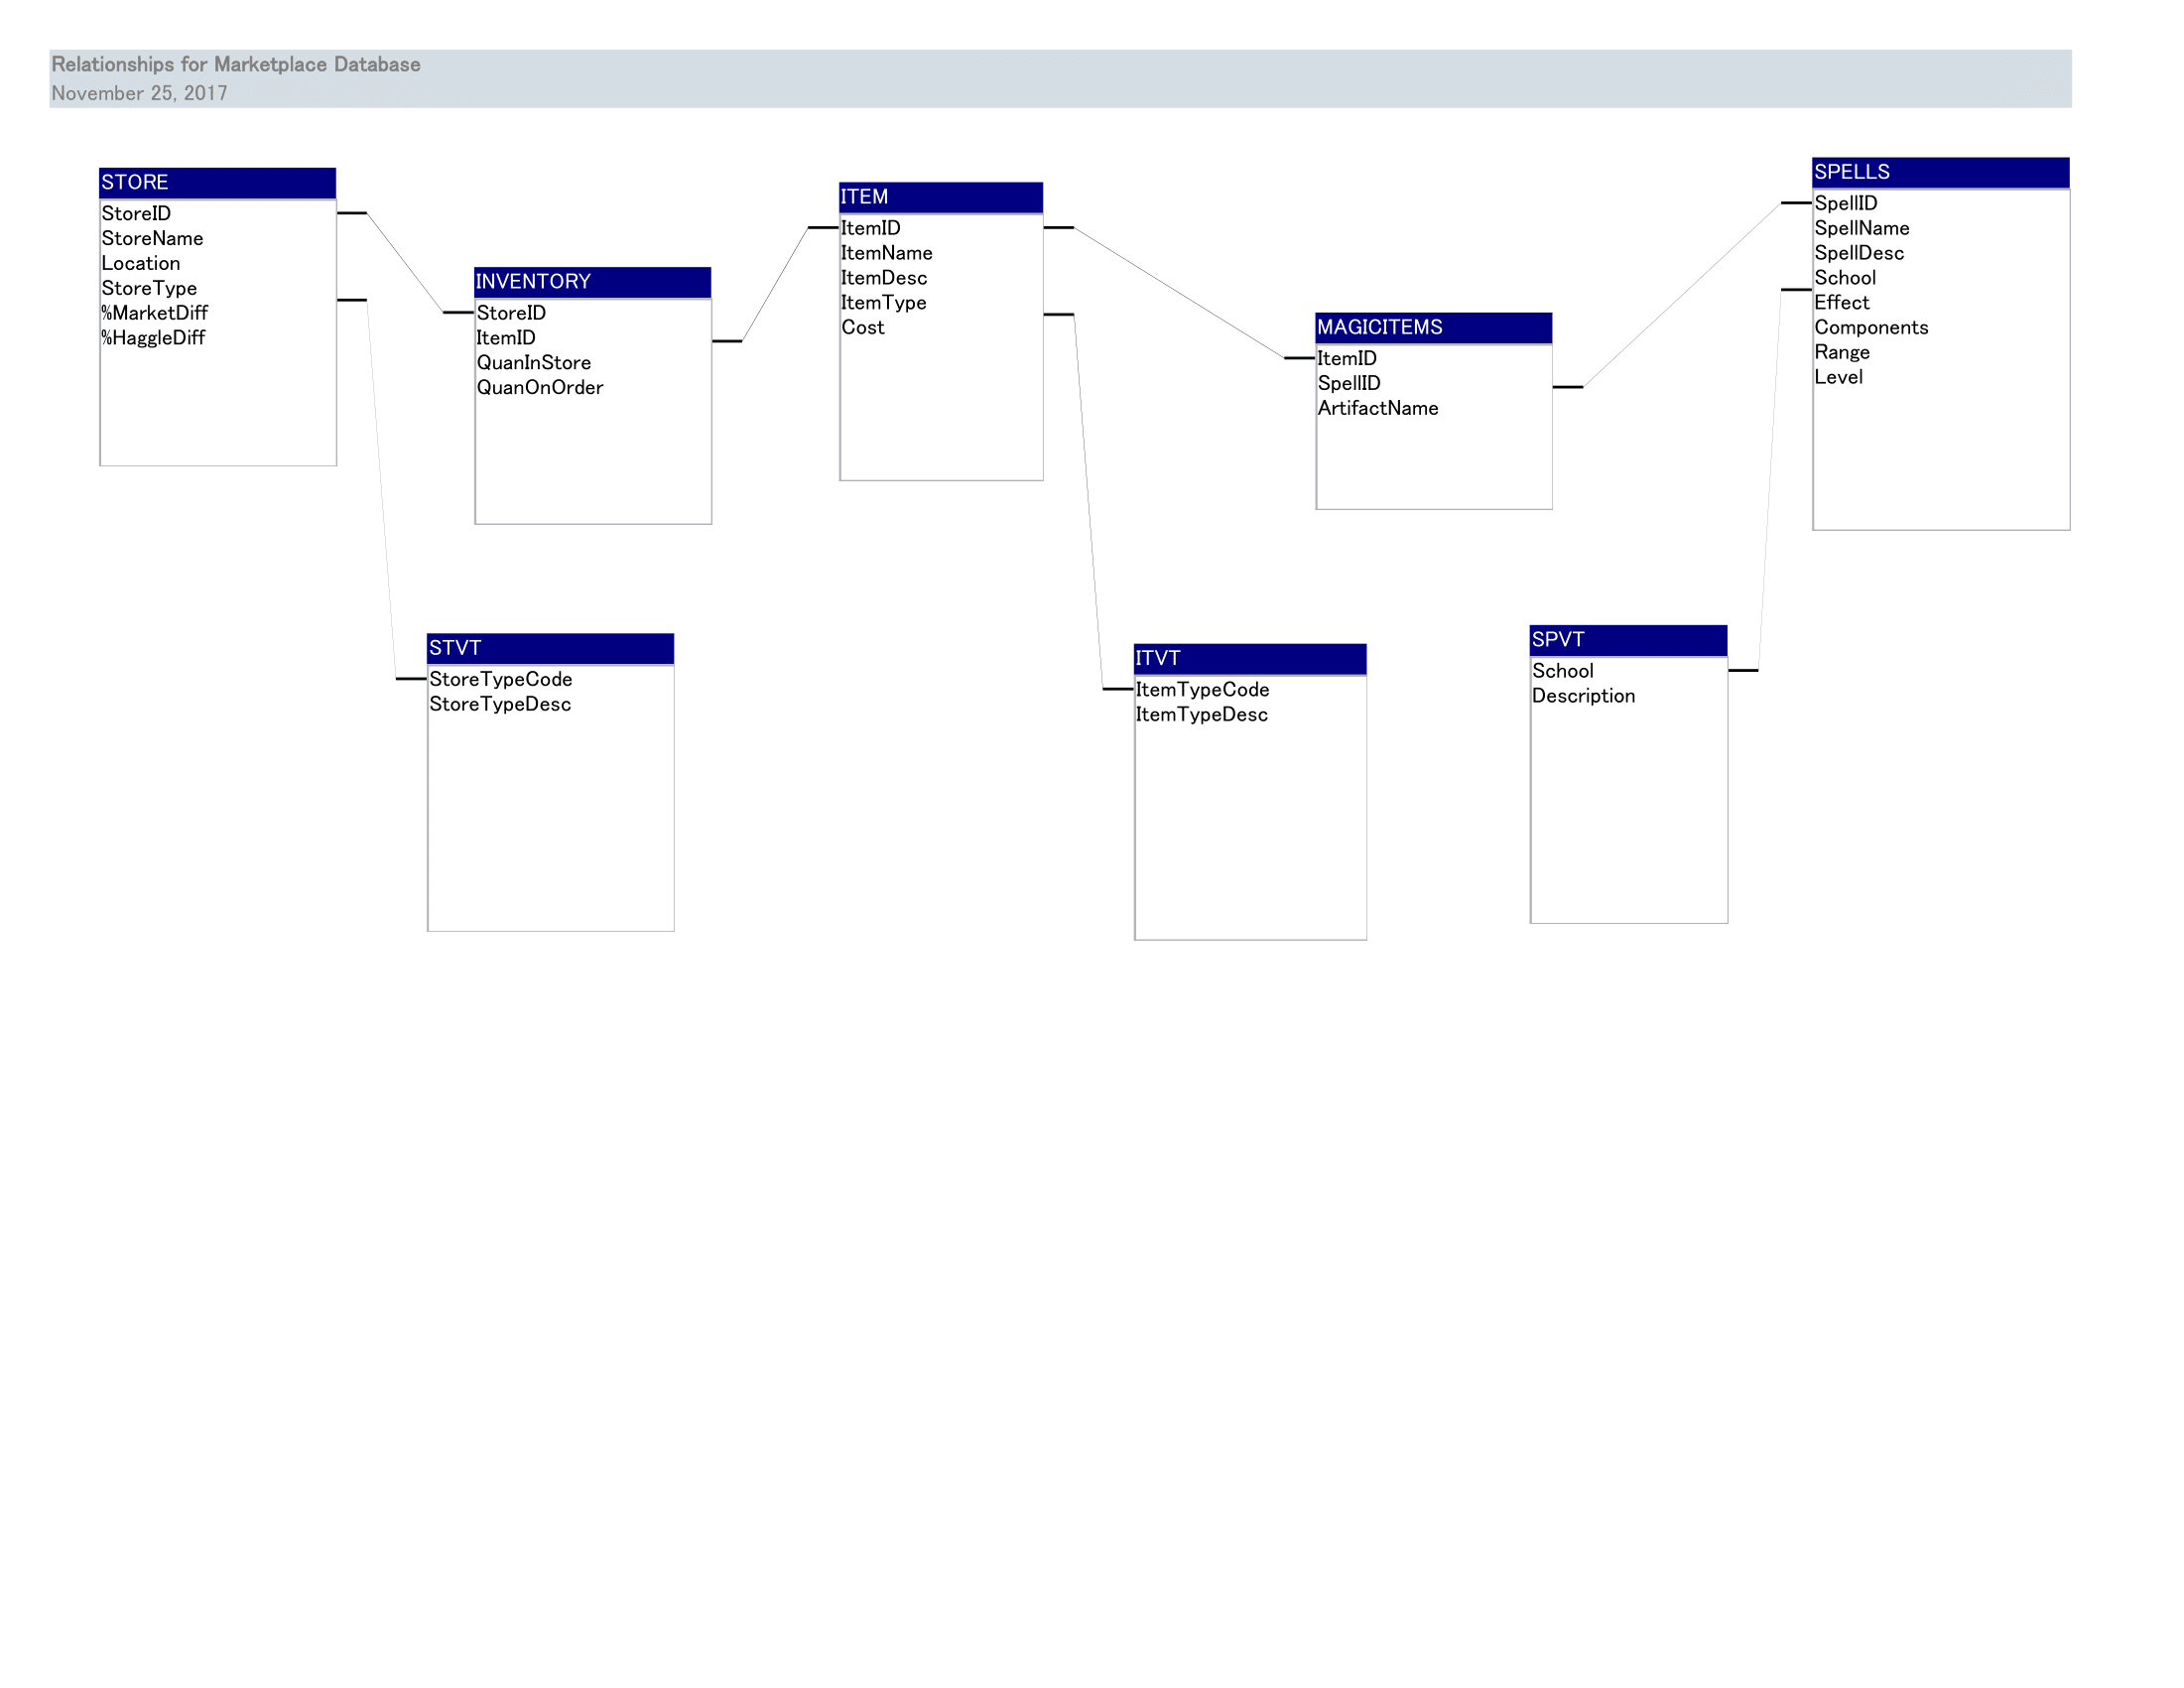 Relationships for Marketplace Database
November 25, 2017
STORE
StoreID
StoreName
Location
StoreType
%MarketDiff
%HaggleDiff
INVENTORY
StoreID
ItemID
QuanInStore
QuanOnOrder
ITEM
ItemID
ItemName
ItemDesc
ItemType
Cost
MAGICITEMS
ItemID
SpellID
ArtifactName
SPELLS
SpellID
SpellName
SpellDesc
School
Effect
Components
Range
Level
STVT
StoreTypeCode
StoreTypeDesc
ITVT
ItemTypeCode
ItemTypeDesc
SPVT
School
Description